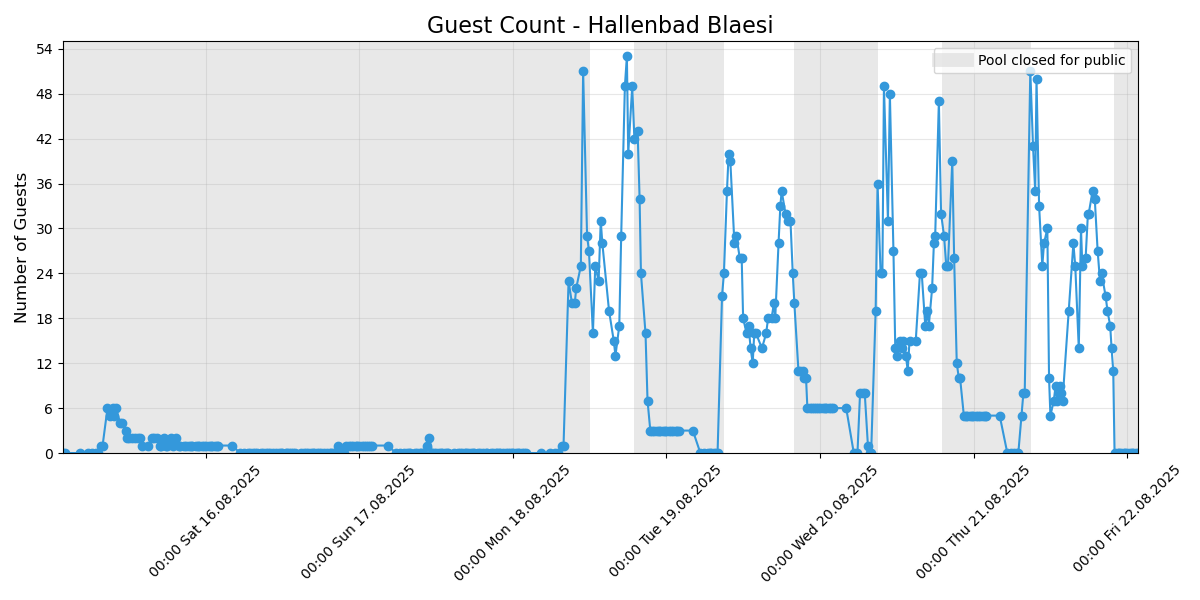 Guest Count - Hallenbad Blaesi
Pool closed for public
Number of Guests
54
48
42
36
30
24
18
12
6
0
00:00 Sat 16.08.2025
00:00 Sun 17.08.2025
00:00 Mon 18.08.2025
00:00 Tue 19.08.2025
00:00 Wed 20.08.2025
00:00 Thu 21.08.2025
00:00 Fri 22.08.2025